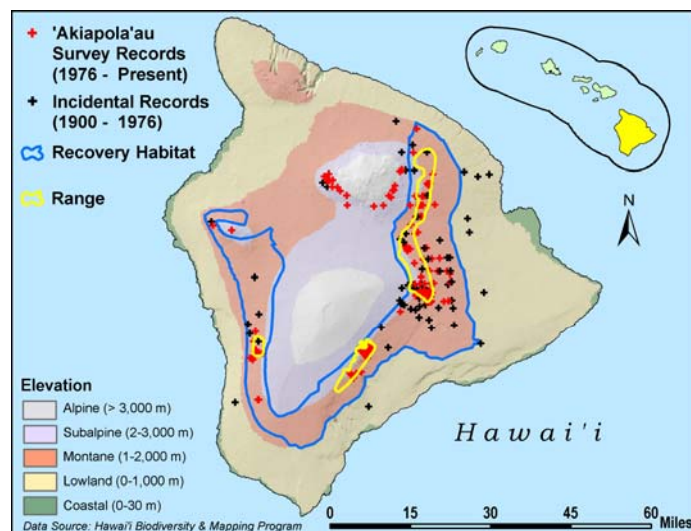 'Akiapola'au
Survey Records
(1976 - Present)
Incidental Records
(1900 - 1976)
Recovery Habitat
Range
N
Elevation
Alpine (> 3,000 m)
Subalpine (2-3,000 m)
Montane (1-2,000 m)
Lowland (0-1,000 m)
Coastal (0-30 m)
Data Source: Hawai'i Biodiversity & Mapping Program
Hawai'i
0 15 30 45 60
Miles